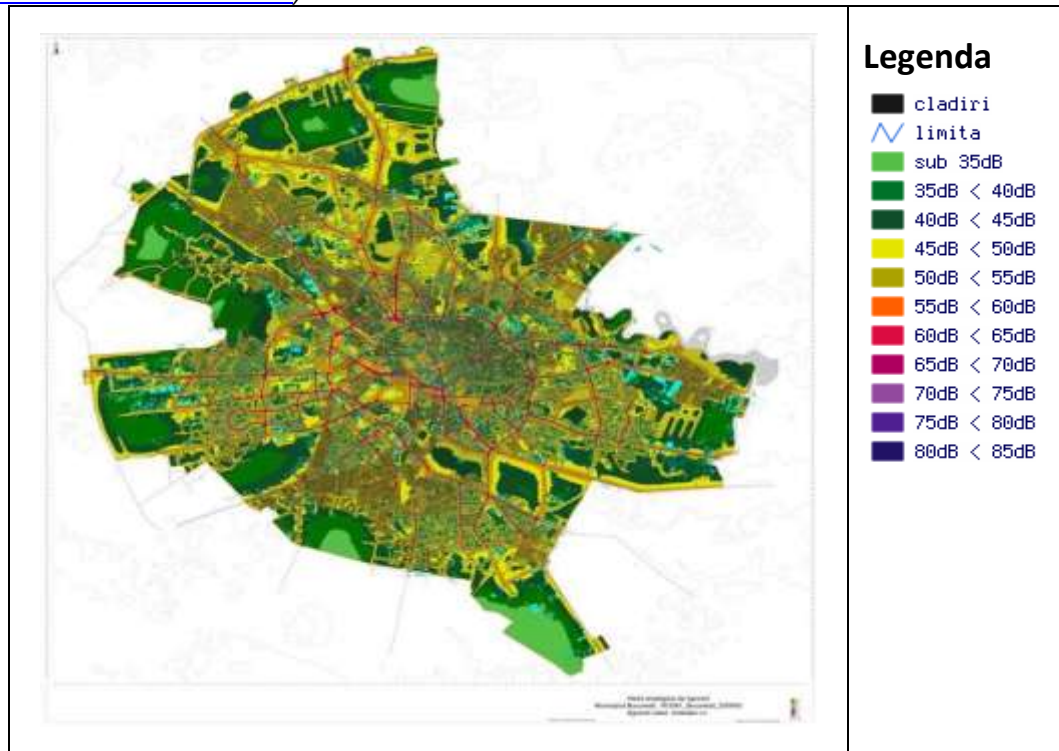 Legenda
cladiri
limita
sub 35dB
35dB < 40dB
40dB < 45dB
45dB < 50dB
50dB < 55dB
55dB < 60dB
60dB < 65dB
65dB < 70dB
70dB < 75dB
75dB < 80dB
80dB < 85dB